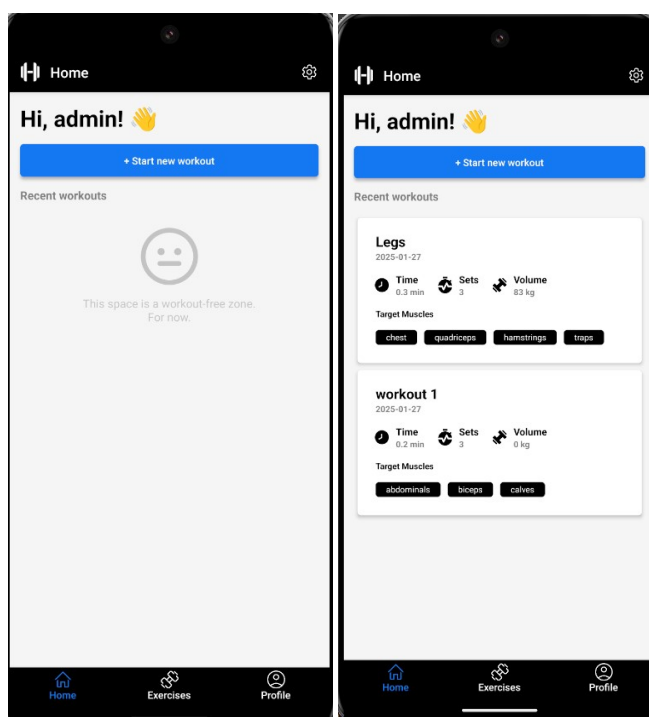 Home
Hi, admin! 👋
+ Start new workout
Recent workouts
This space is a workout-free zone.
For now.
Home Exercises Profile
Home
Hi, admin! 👋
+ Start new workout
Recent workouts
Legs
2025-01-27
Time Sets Volume
0.3 min 3 83 kg
Target Muscles
chest quadriceps hamstrings traps
workout 1
2025-01-27
Time Sets Volume
0.2 min 3 0 kg
Target Muscles
abdominals biceps calves
Home Exercises Profile